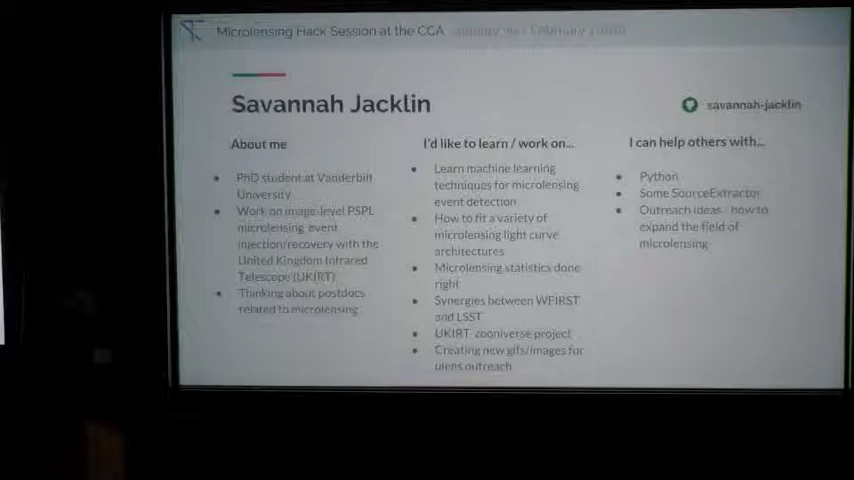 Microlensing Hack Session at the CCA
Savannah Jacklin
savannah-jacklin
About me
PhD student at Vanderbilt
University
Work on image-level PSPL
microlensing event
injection/recovery with the
United Kingdom Infrared
Telescope (UKIRT)
Thinking about postdocs
related to microlensing
I'd like to learn / work on...
Learn machine learning
techniques for microlensing
event detection
How to fit a variety of
microlensing light curve
architectures
Microlensing statistics done
right
Synergies between WFIRST
and LSST
UKIRT zooniverse project
Creating new gifs/images for
ulens outreach
I can help others with...
Python
Some SourceExtractor
Outreach ideas - how to
expand the field of
microlensing